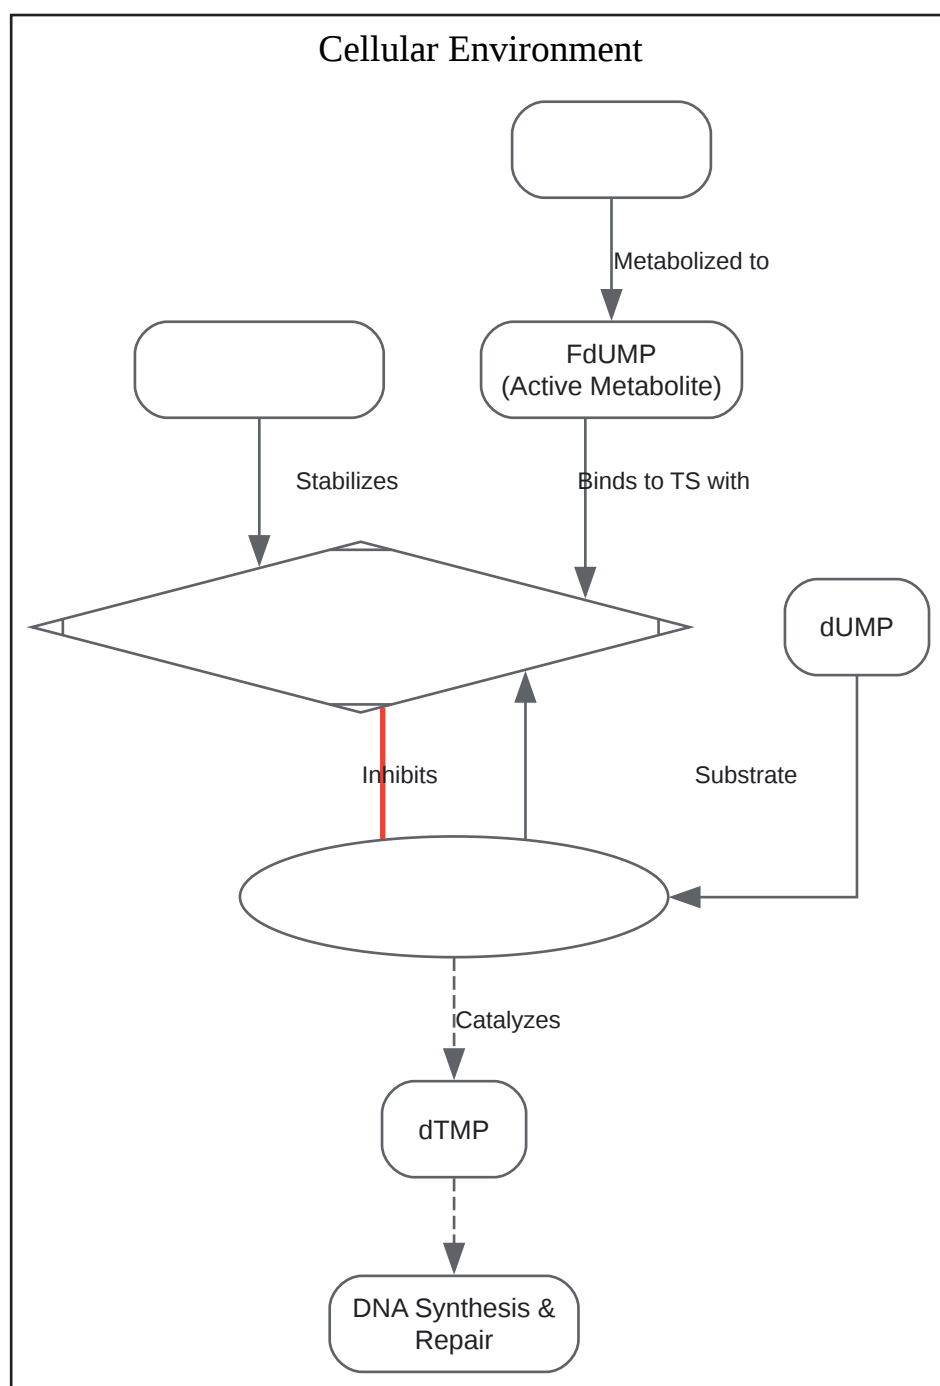 Cellular Environment
Metabolized to
FdUMP
(Active Metabolite)
Stabilizes
Binds to TS with
dUMP
Inhibits
Substrate
Catalyzes
dTMP
DNA Synthesis &
Repair